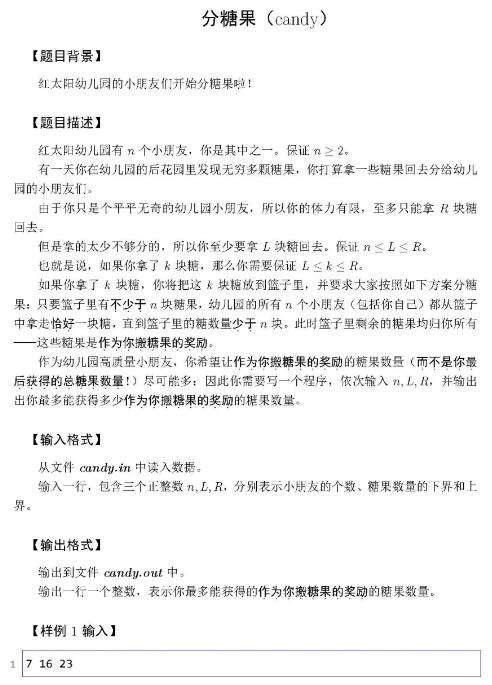 分糖果（candy）
【题目背景】
红太阳幼儿园的小朋友们开始分糖果啦！
【题目描述】
红太阳幼儿园有 n 个小朋友，你是其中之一。保证 n ≥ 2。
有一天你在幼儿园的后花园里发现无穷多颗糖果，你打算拿一些糖果回去分给幼儿
园的小朋友们。
由于你只是个平平无奇的幼儿园小朋友，所以你的体力有限，至多只能拿 R 块糖
回去。
但是拿的太少不够分的，所以你至少要拿 L 块糖回去。保证 n ≤ L ≤ R。
也就是说，如果你拿了 k 块糖，那么你需要保证 L ≤ k ≤ R。
如果你拿了 k 块糖，你将把这 k 块糖放到篮子里，并要求大家按照如下方案分糖
果：只要篮子里有不少于 n 块糖果，幼儿园的所有 n 个小朋友（包括你自己）都从篮子
中拿走恰好一块糖，直到篮子里的糖数量少于 n 块。此时篮子里剩余的糖果均归你所有
——这些糖果是作为你搬糖果的奖励。
作为幼儿园高质量小朋友，你希望让作为你搬糖果的奖励的糖果数量（而不是你最
后获得的总糖果数量！）尽可能多；因此你需要写一个程序，依次输入 n, L, R，并输出
出你最多能获得多少作为你搬糖果的奖励的糖果数量。
【输入格式】
从文件 candy.in 中读入数据。
输入一行，包含三个正整数 n, L, R，分别表示小朋友的个数、糖果数量的下界和上
界。
【输出格式】
输出到文件 candy.out 中。
输出一行一个整数，表示你最多能获得的作为你搬糖果的奖励的糖果数量。
【样例 1 输入】
1 7 16 23